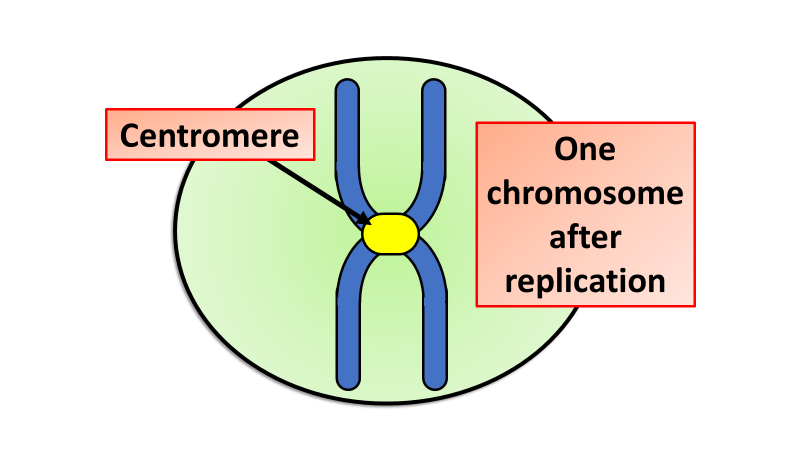 Centromere
One
chromosome
after
replication